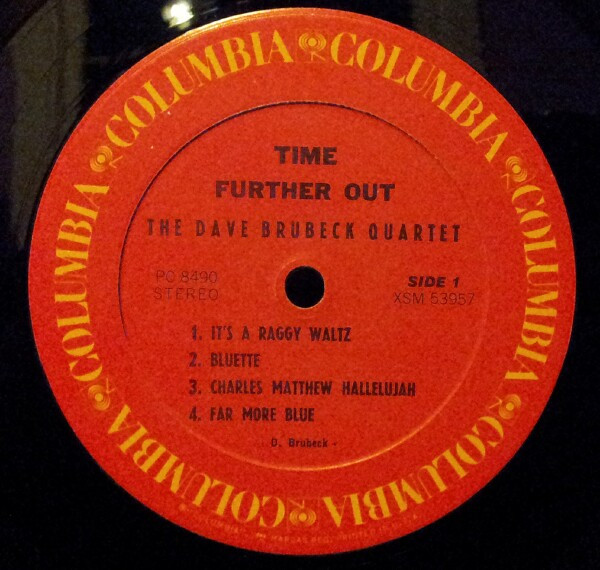 COLUMBIA COLUMBIA COLUMBIA COLUMBIA COLUMBIA COLUMBIA COLUMBIA
TIME
FURTHER OUT
THE DAVE BRUBECK QUARTET
PC 8490
STEREO
SIDE 1
XSM 53957
1. IT'S A RAGGY WALTZ
2. BLUETTE
3. CHARLES MATTHEW HALLELUJAH
4. FAR MORE BLUE
- D. Brubeck -